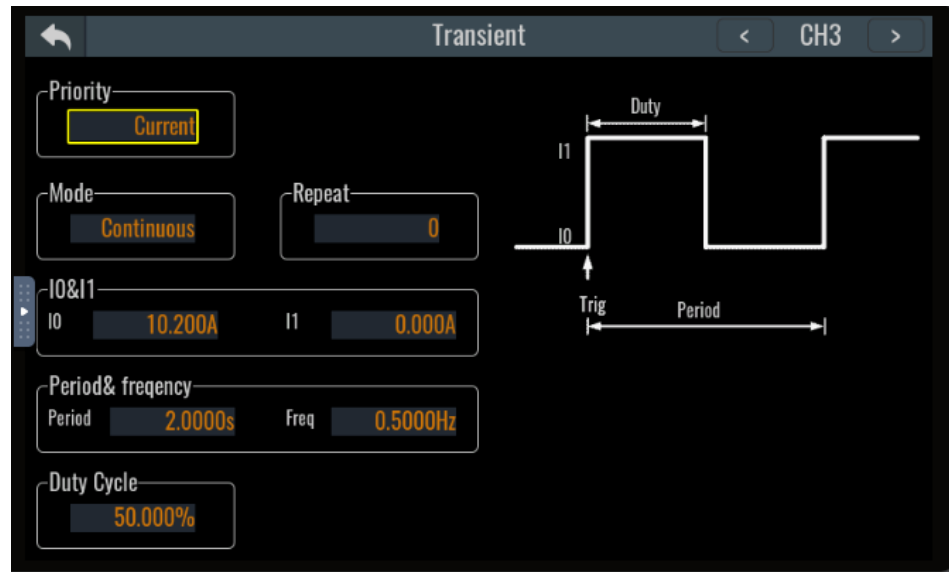 Transient
< CH3 >
Priority
Current
Mode
Continuous
Repeat
0
I0&I1
I0 10.200A I1 0.000A
Period& freqency
Period 2.0000s Freq 0.5000Hz
Duty Cycle
50.000%
Duty
I1
I0
Trig
Period